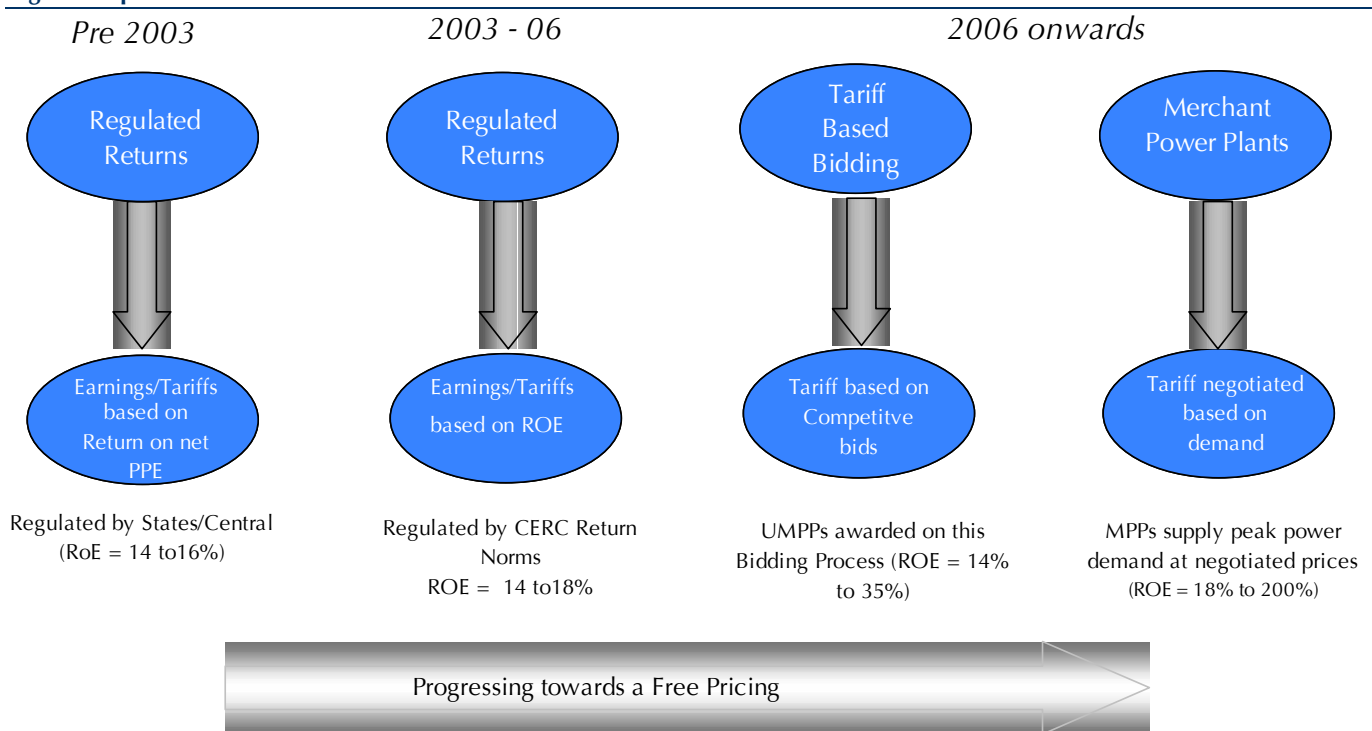 Pre 2003
2003 - 06
2006 onwards
Regulated
Returns
Regulated
Returns
Tariff
Based
Bidding
Merchant
Power Plants
Earnings/Tariffs
based on
Return on net
PPE
Earnings/Tariffs
based on ROE
Tariff based on
Competitve
bids
Tariff negotiated
based on
demand
Regulated by States/Central
(RoE = 14 to16%)
Regulated by CERC Return
Norms
ROE = 14 to18%
UMPPs awarded on this
Bidding Process (ROE = 14%
to 35%)
MPPs supply peak power
demand at negotiated prices
(ROE = 18% to 200%)
Progressing towards a Free Pricing